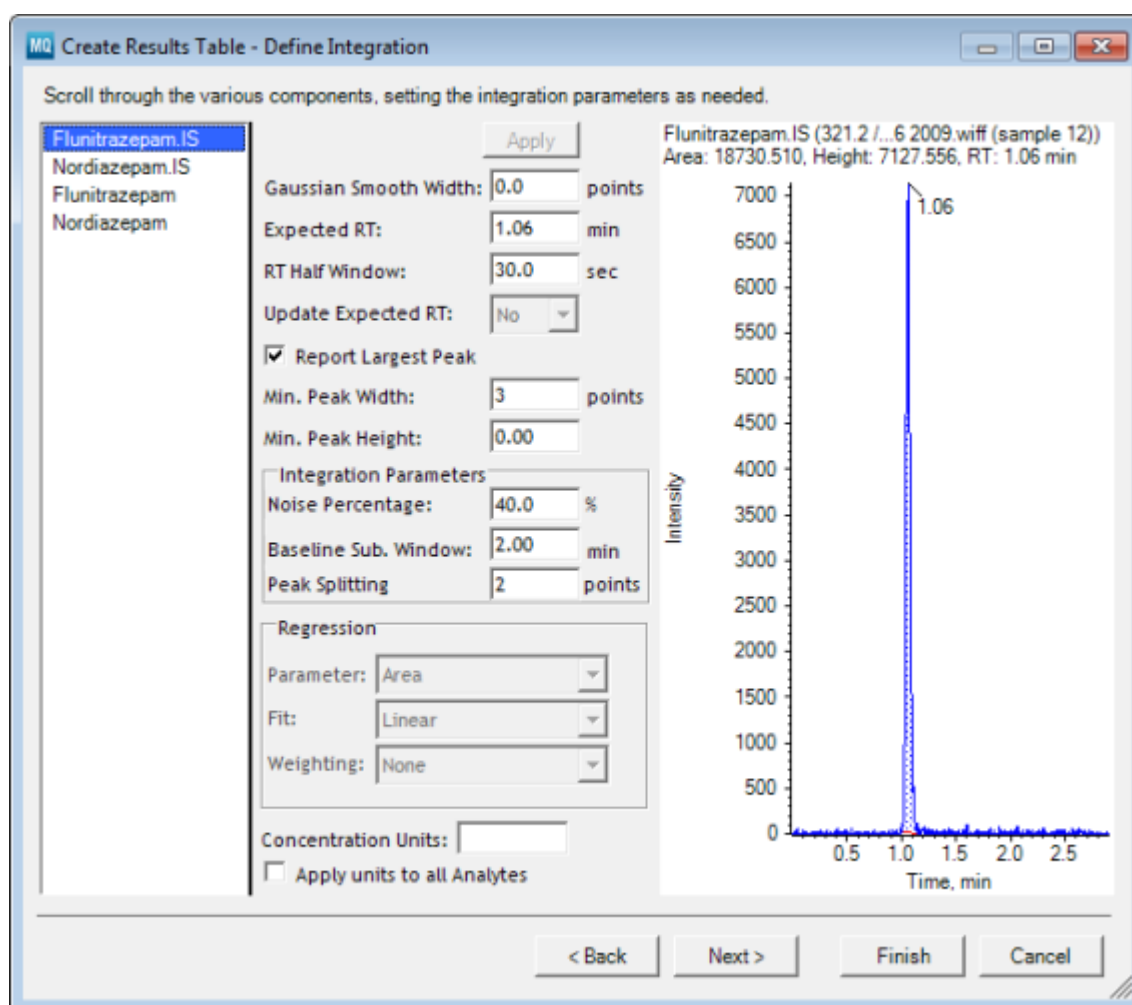 MQ Create Results Table - Define Integration
Scroll through the various components, setting the integration parameters as needed.
Flunitrazepam.IS
Nordiazepam.IS
Flunitrazepam
Nordiazepam
Apply
Gaussian Smooth Width: 0.0 points
Expected RT: 1.06 min
RT Half Window: 30.0 sec
Update Expected RT: No
Report Largest Peak
Min. Peak Width: 3 points
Min. Peak Height: 0.00
Integration Parameters
Noise Percentage: 40.0 %
Baseline Sub. Window: 2.00 min
Peak Splitting 2 points
Regression
Parameter: Area
Fit: Linear
Weighting: None
Concentration Units:
Apply units to all Analytes
Flunitrazepam.IS (321.2 /...6 2009.wiff (sample 12))
Area: 18730.510, Height: 7127.556, RT: 1.06 min
1.06
7000
6500
6000
5500
5000
4500
4000
3500
3000
2500
2000
1500
1000
500
0
Intensity
0.5 1.0 1.5 2.0 2.5
Time, min
< Back Next > Finish Cancel